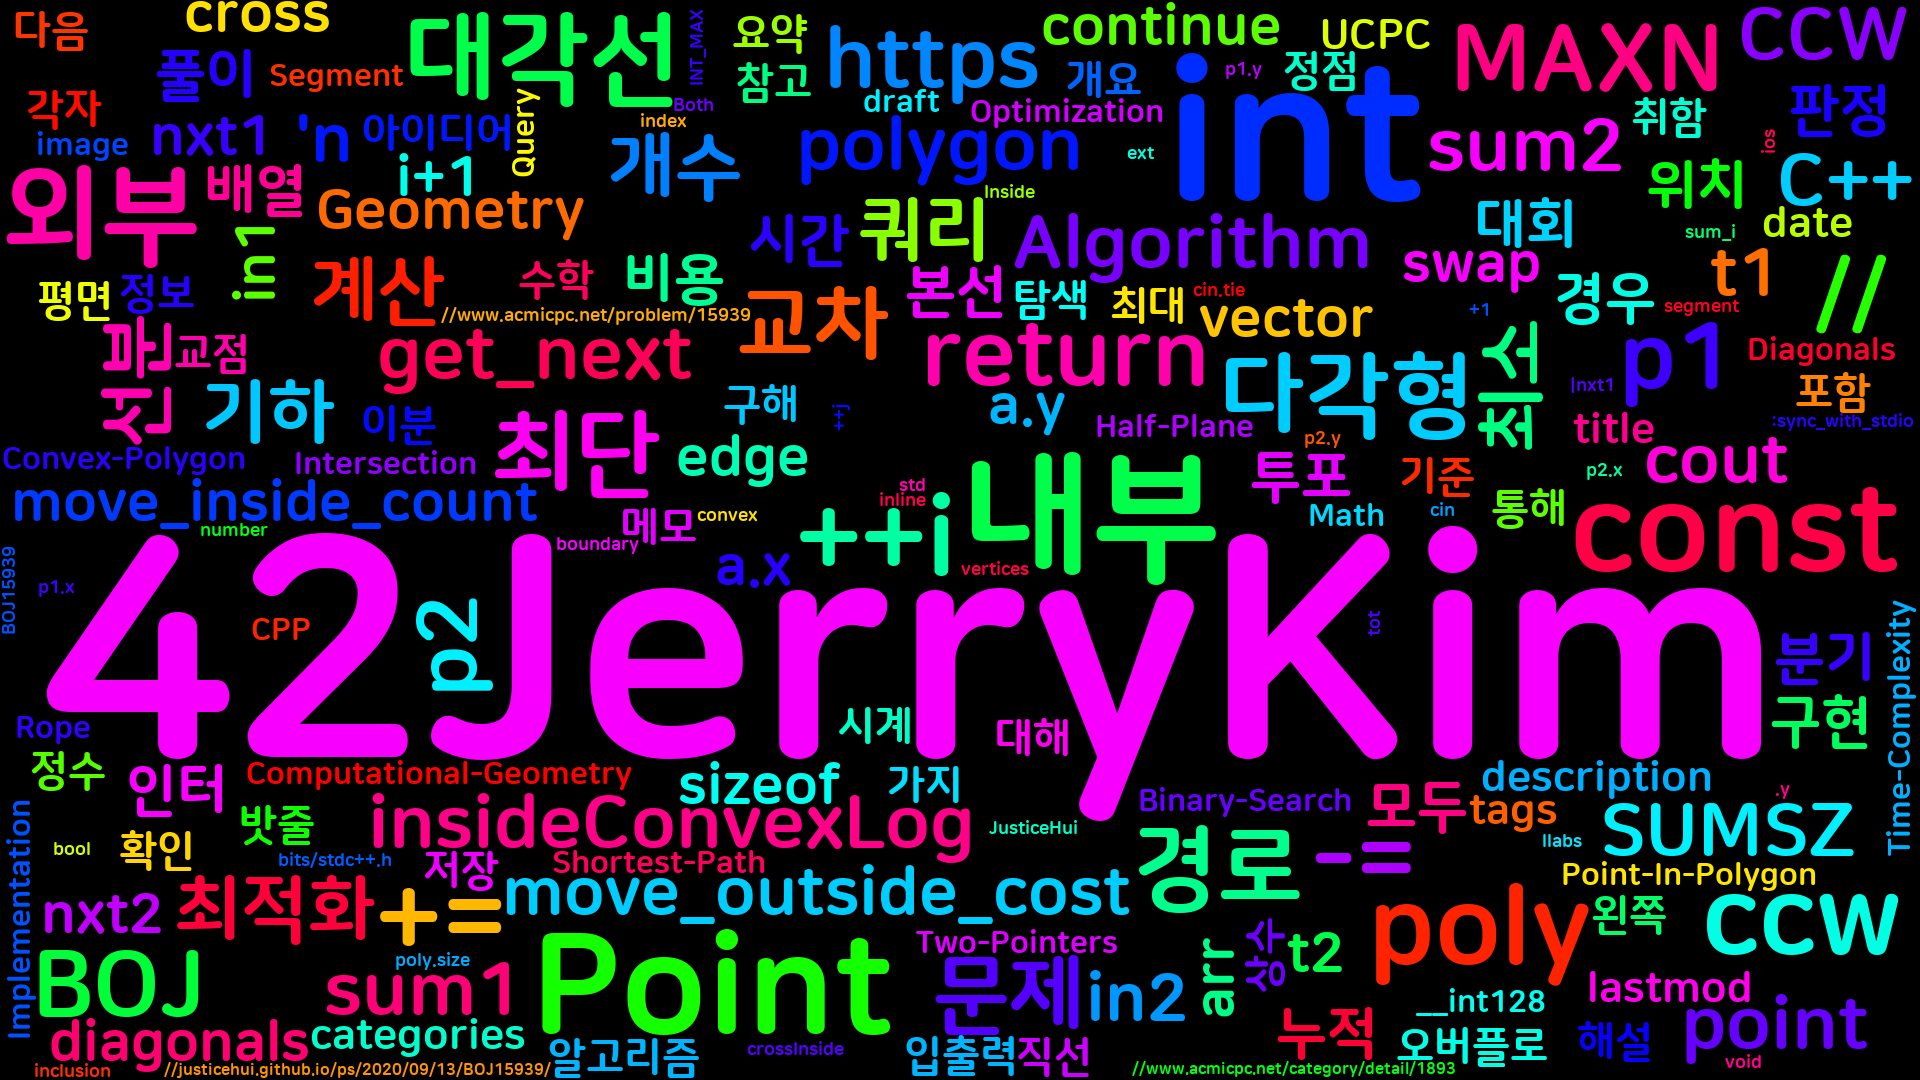 다음
cross
대각선
INT_MAX
요약
https
continue
UCPC
MAXN
CCW
풀이
Segment
참고
개요
p1.y
정점
int
판정
각자
Both
draft
Optimization
취함
image
nxt1
'n
아이디어
Query
index
개수
polygon
ext
sum2
ios
외부
배열
i+1
Geometry
Inside
위치
C++
in1
시간
쿼리
Algorithm
대회
sum_i
date
평면
정보
계산
수학
비용
본선
탐색
최대
cin.tie
swap
경우
t1
//
//www.acmicpc.net/problem/15939
교차
vector
+1
segment
교점
get_next
return
다각형
p1
Diagonals
선
기하
이분
최단
구해
i+j
a.y
Half-Plane
lnxt1
포함
:sync_with_stdio
Convex-Polygon
Intersection
edge
p2.y
title
cout
move_inside_count
std
inline
++i
내부
투포
기준
p2.x
통해
const
number
메모
convex
Math
cin
BOJ15939
boundary
a.x
vertices
p1.x
42JerryKim
CPP
p2
tot
분기
Time-Complexity
Rope
시계
대해
구현
정수
인터
Computational-Geometry
sizeof
가지
Binary-Search
모두
description
tags
.y
Implementation
bool
확인
밧줄
insideConvexLog
JusticeHui
경로
-=
llabs
SUMSZ
bits/stdc++.h
저장
Shortest-Path
Point-In-Polygon
nxt2
최적화
+=
move_outside_cost
poly
왼쪽
CCW
BOJ
sum1
poly.size
Point
Two-Pointers
문제
in2
arr
상
t2
lastmod
__int128
diagonals
categories
알고리즘
crossInside
입출력
직선
누적
오버플로
해설
point
inclusion
//justicehui.github.io/ps/2020/09/13/BOJ15939/
//www.acmicpc.net/category/detail/1893
void